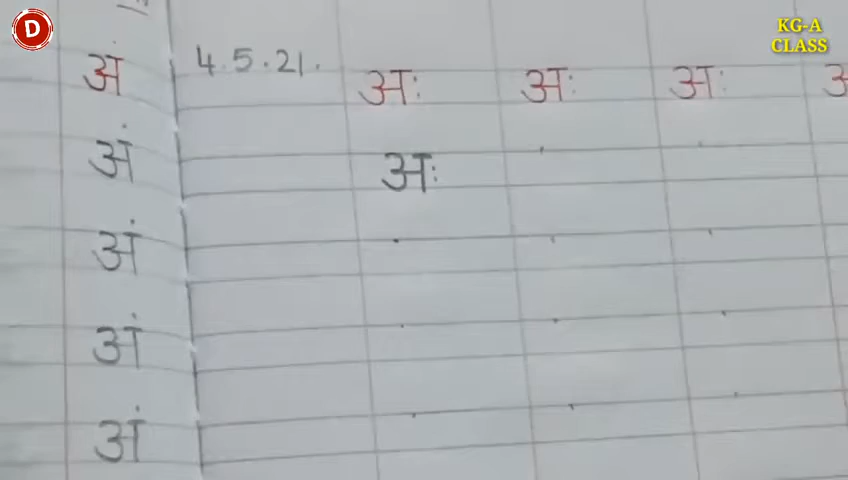 D
KG-A
CLASS
4.5.21.
अं
अः अः अः
अं
अः
अं
अं
अं